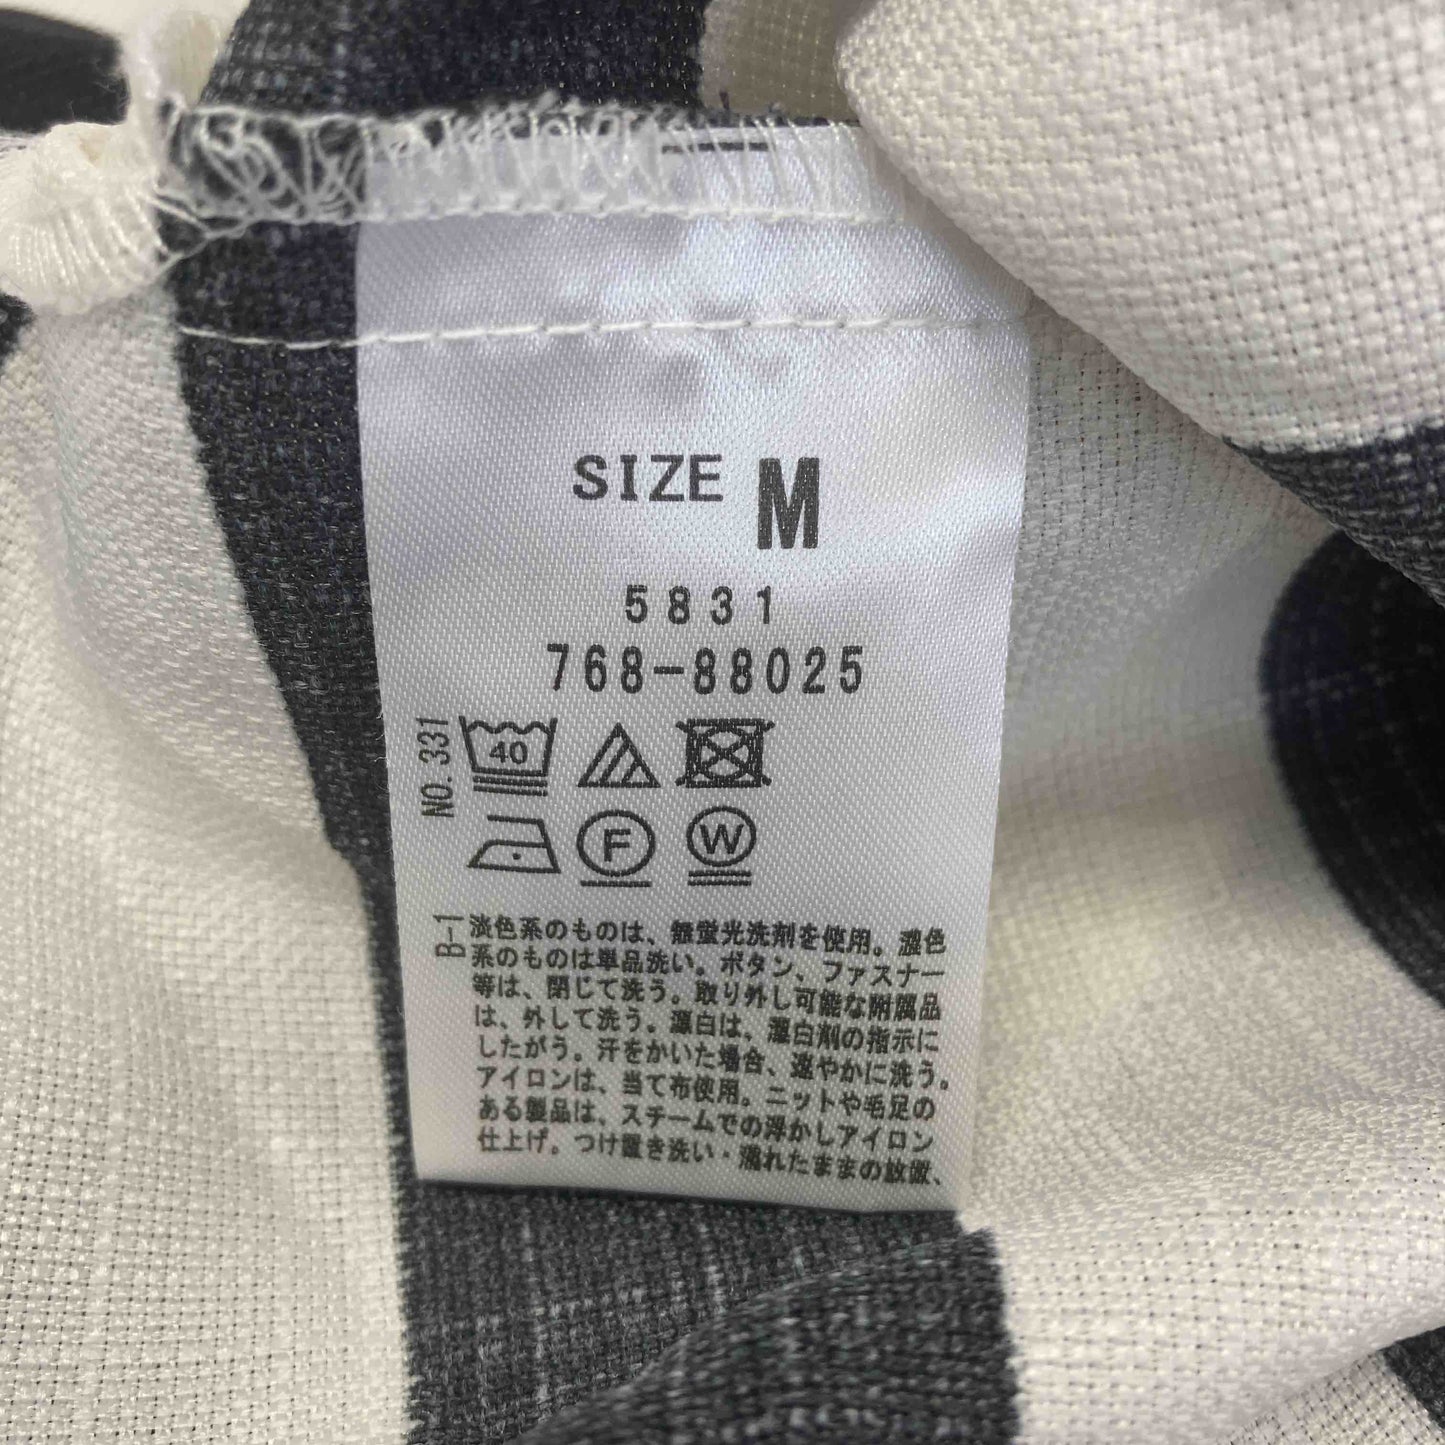 SIZE M
5831
768-88025
NO.331
40
F
W
B-1
淡色系のものは、無蛍光洗剤を使用。濃色
系のものは単品洗い。ボタン、ファスナー
等は、閉じて洗う。取り外し可能な附属品
は、外して洗う。漂白は、漂白剤の指示に
したがう。汗をかいた場合、速やかに洗う。
アイロンは、当て布使用。ニットや毛足の
ある製品は、スチームでの浮かしアイロン
仕上げ。つけ置き洗い・濡れたままの放置、